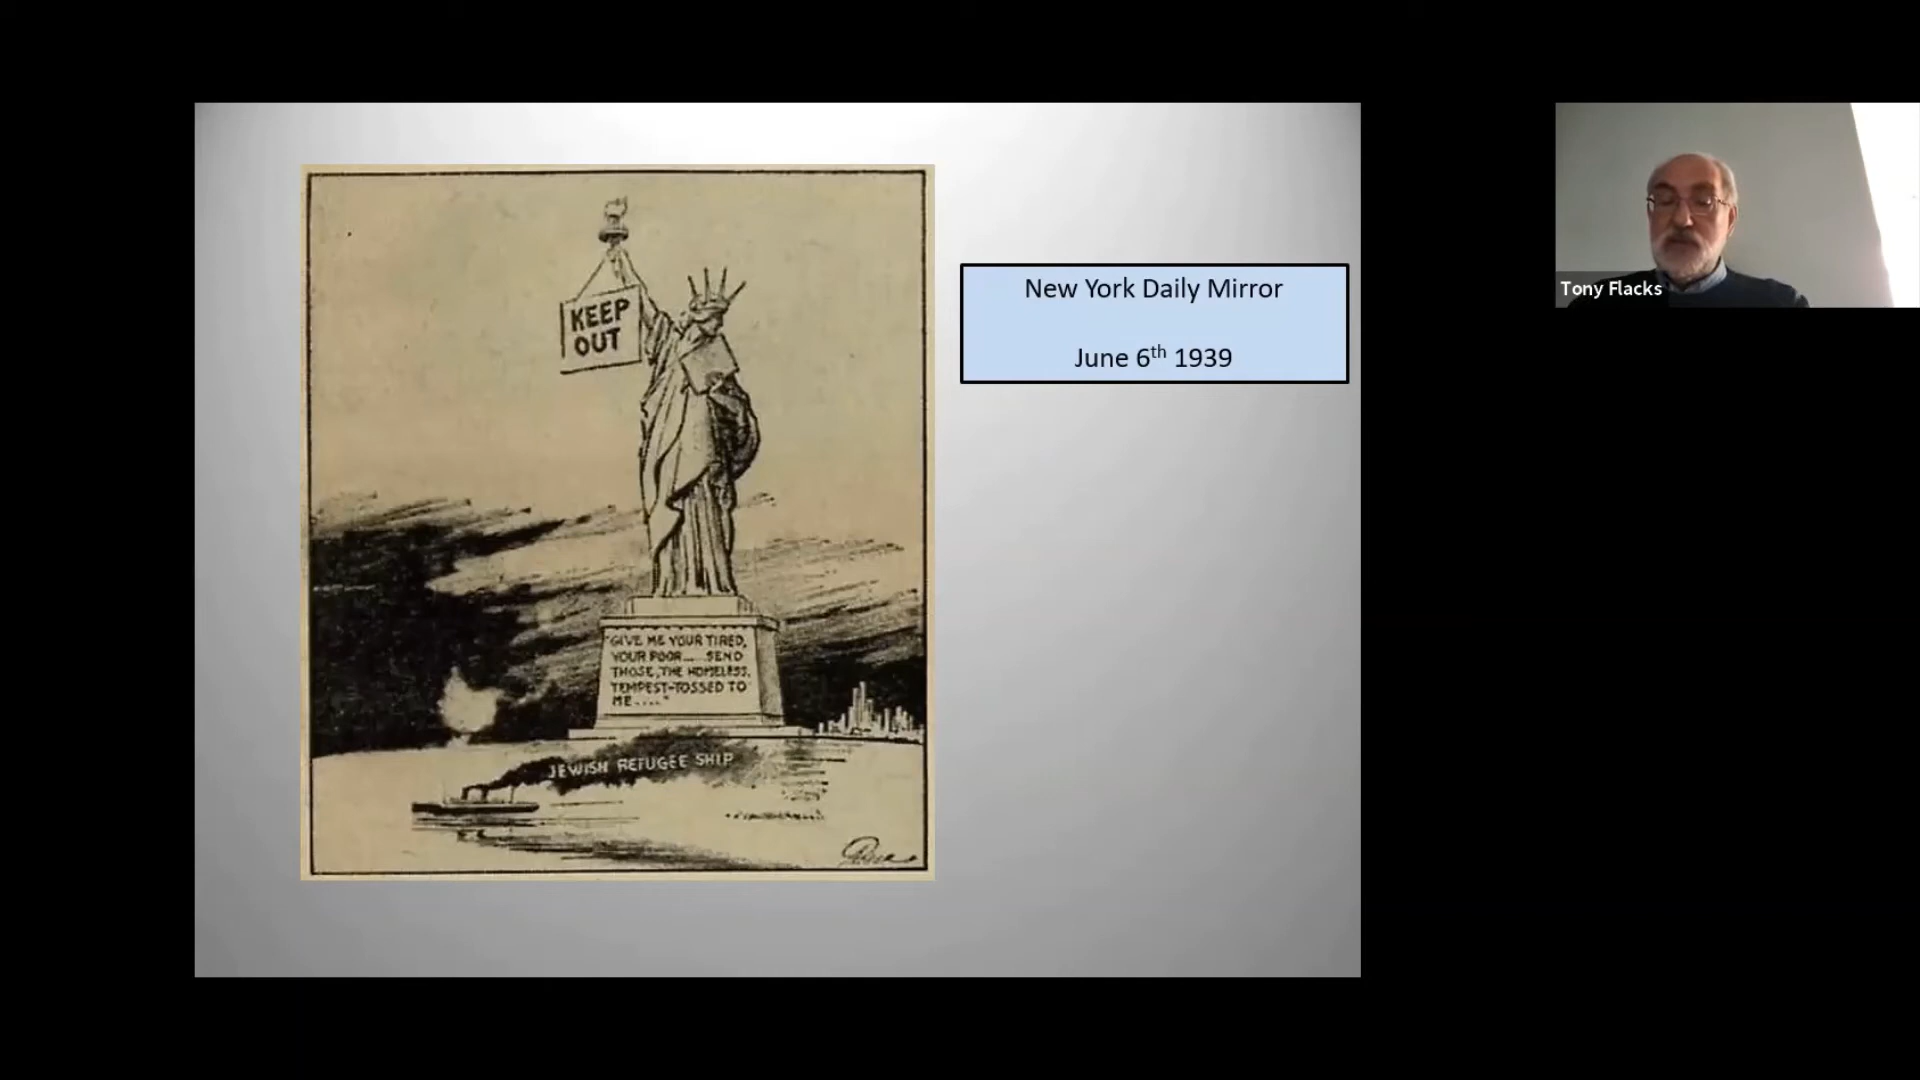 KEEP
OUT
"GIVE ME YOUR TIRED,
YOUR POOR.... SEND
THOSE, THE HOMELESS,
TEMPEST-TOSSED TO
ME...."
JEWISH REFUGEE SHIP
New York Daily Mirror
June 6th 1939
Tony Flacks